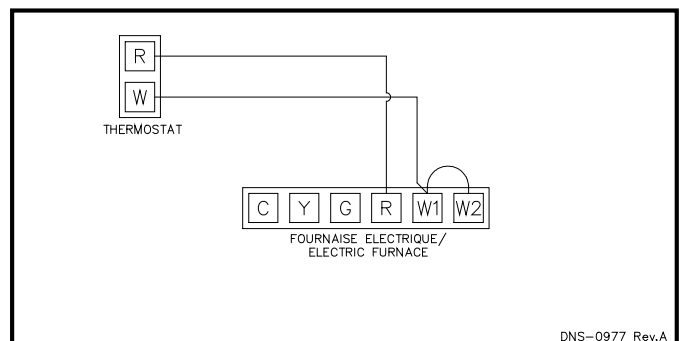 R
W
THERMOSTAT
C Y G R W1 W2
FOURNAISE ELECTRIQUE/
ELECTRIC FURNACE
DNS-0977 Rev.A